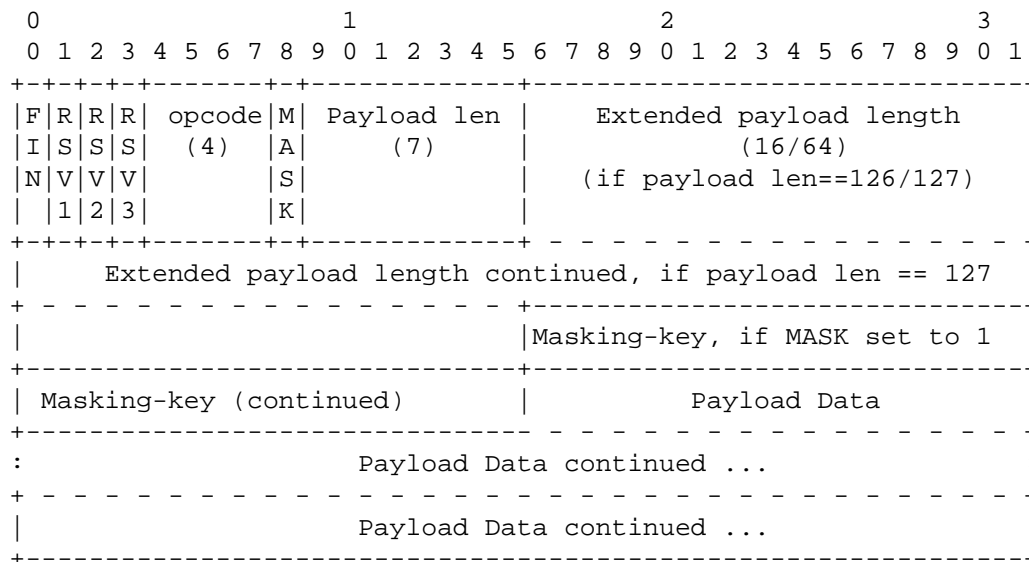 0                   1                   2                   3
 0 1 2 3 4 5 6 7 8 9 0 1 2 3 4 5 6 7 8 9 0 1 2 3 4 5 6 7 8 9 0 1
+-+-+-+-+-------+-+-------------+-------------------------------
|F|R|R|R| opcode|M| Payload len |    Extended payload length
|I|S|S|S|  (4)  |A|     (7)     |             (16/64)
|N|V|V|V|       |S|             |   (if payload len==126/127)
| |1|2|3|       |K|             |
+-+-+-+-+-------+-+-------------+ - - - - - - - - - - - - - - - -
|     Extended payload length continued, if payload len == 127
+ - - - - - - - - - - - - - - - +-------------------------------
|                               |Masking-key, if MASK set to 1
+-------------------------------+-------------------------------
| Masking-key (continued)       |          Payload Data
+-------------------------------- - - - - - - - - - - - - - - - -
:                     Payload Data continued ...
+ - - - - - - - - - - - - - - - - - - - - - - - - - - - - - - - -
|                     Payload Data continued ...
+---------------------------------------------------------------